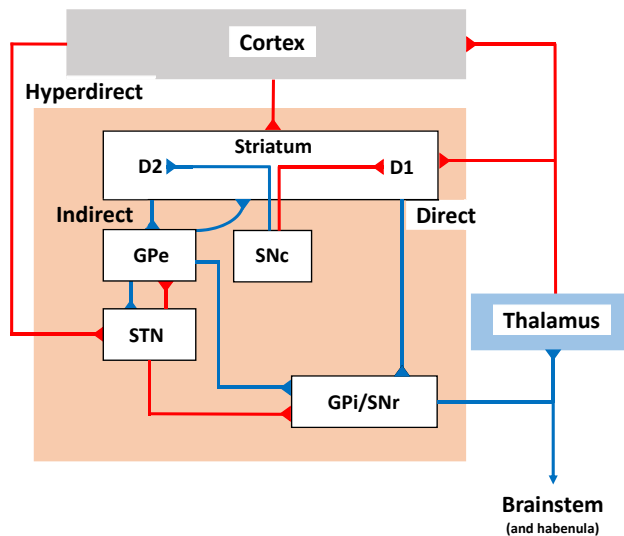 Cortex
Hyperdirect
Striatum
D2
D1
Indirect
Direct
GPe
SNc
STN
Thalamus
GPi/SNr
Brainstem
(and habenula)